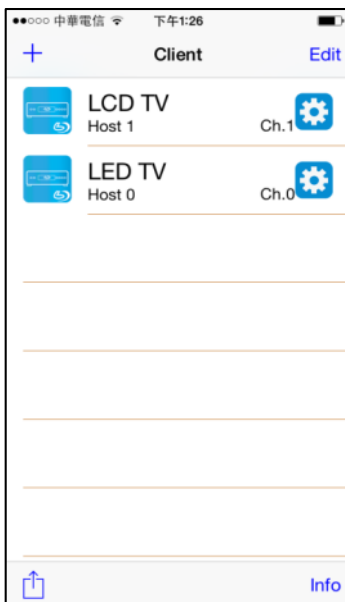 中華電信 下午1:26
+ Client Edit
LCD TV
Host 1 Ch.1
LED TV
Host 0 Ch.0
Info